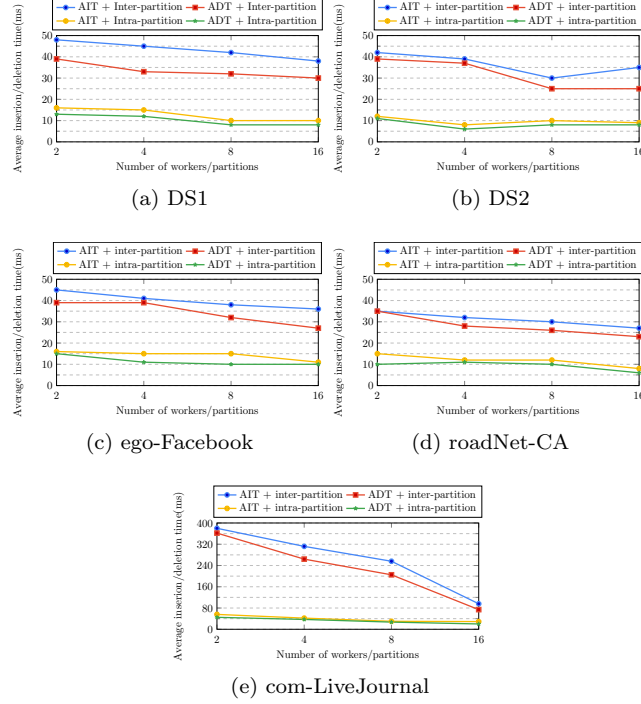 AIT + Inter-partition ADT + Inter-partition
AIT + Intra-partition ADT + Intra-partition
Average inserion/deletion time(ms)
50
40
30
20
10
0
2 4 8 16
Number of workers/partitions
(a) DS1
AIT + inter-partition ADT + inter-partition
AIT + intra-partition ADT + intra-partition
Average inserion/deletion time(ms)
50
40
30
20
10
0
2 4 8 16
Number of workers/partitions
(b) DS2
AIT + inter-partition ADT + inter-partition
AIT + intra-partition ADT + intra-partition
Average inserion/deletion time(ms)
50
40
30
20
10
0
2 4 8 16
Number of workers/partitions
(c) ego-Facebook
AIT + inter-partition ADT + inter-partition
AIT + intra-partition ADT + intra-partition
Average inserion/deletion time(ms)
50
40
30
20
10
0
2 4 8 16
Number of workers/partitions
(d) roadNet-CA
AIT + inter-partition ADT + inter-partition
AIT + intra-partition ADT + intra-partition
Average inserion/deletion time(ms)
400
320
240
160
80
0
2 4 8 16
Number of workers/partitions
(e) com-LiveJournal